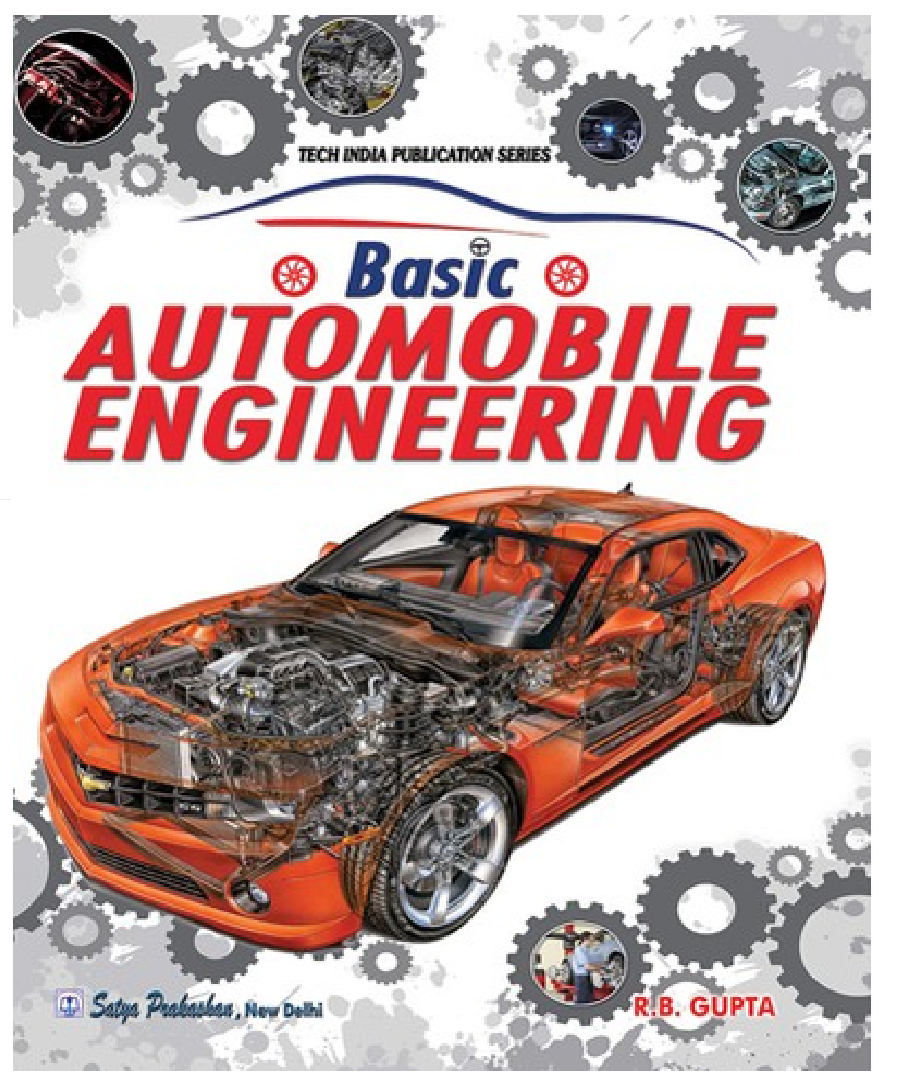 TECH INDIA PUBLICATION SERIES
Basic
AUTOMOBILE
ENGINEERING
Satya Prakashan, New Delhi
R.B. GUPTA